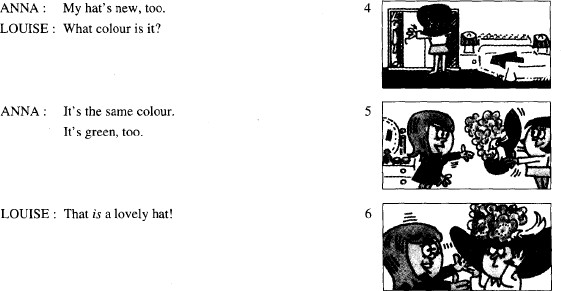 ANNA : My hat's new, too. 4
LOUISE : What colour is it?
ANNA : It's the same colour. 5
It's green, too.
LOUISE : That is a lovely hat! 6